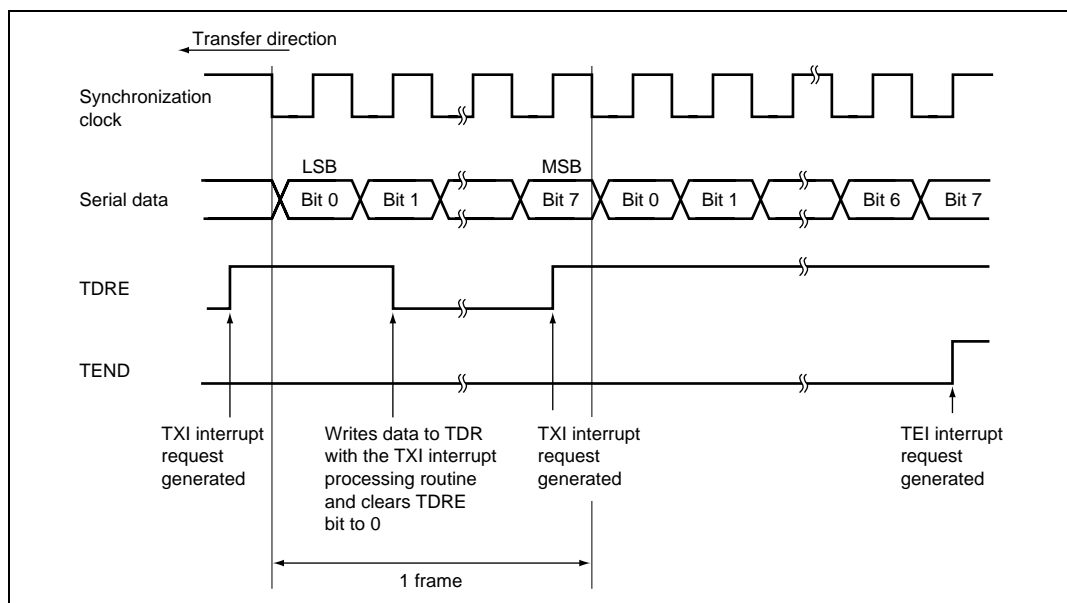 Transfer direction
Synchronization
clock
LSB
MSB
Serial data
Bit 0
Bit 1
Bit 7
Bit 0
Bit 1
Bit 6
Bit 7
TDRE
TEND
TXI interrupt
request
generated
Writes data to TDR
with the TXI interrupt
processing routine
and clears TDRE
bit to 0
TXI interrupt
request
generated
TEI interrupt
request
generated
1 frame